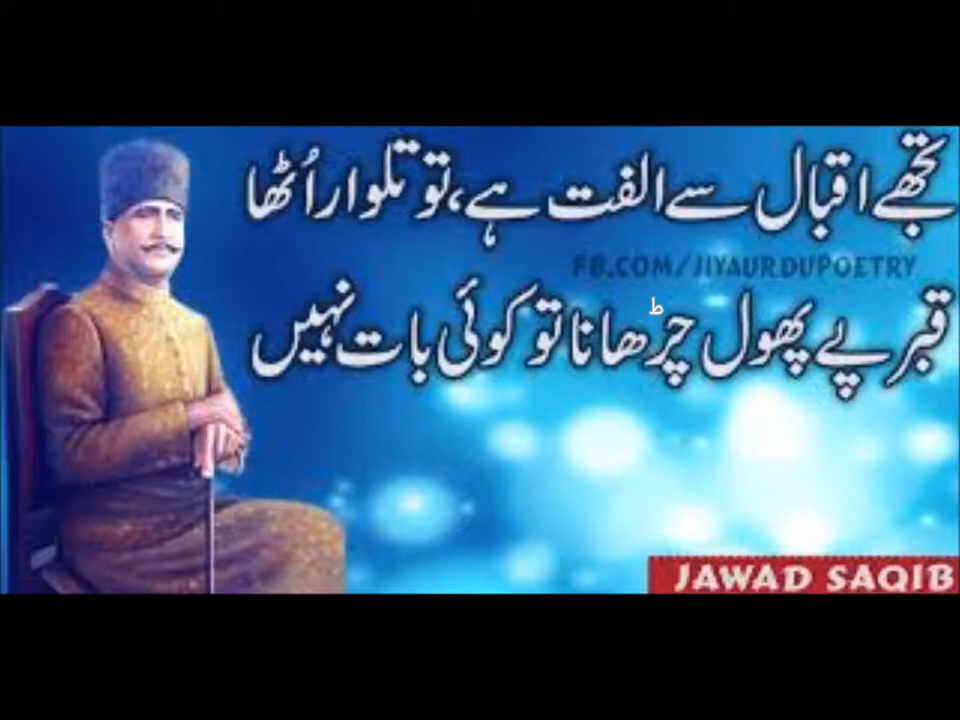 تجھے اقبال سے الفت ہے، تو تلوار اُٹھا
FB.COM/JIYAURDUPOETRY
قبر پے پھول چڑھانا تو کوئی بات نہیں
JAWAD SAQIB